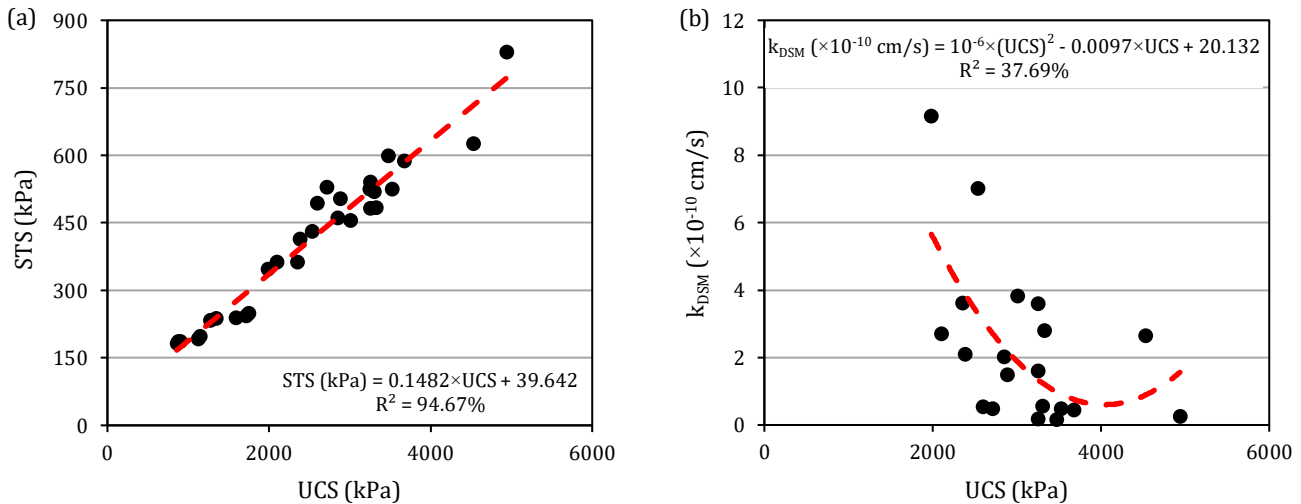 (a)
900
750
600
450
300
150
0
STS (kPa)
STS (kPa) = 0.1482×UCS + 39.642
R² = 94.67%
0 2000 4000 6000
UCS (kPa)
(b)
12
10
8
6
4
2
0
k_DSM (×10⁻¹⁰ cm/s)
k_DSM (×10⁻¹⁰ cm/s) = 10⁻⁶×(UCS)² - 0.0097×UCS + 20.132
R² = 37.69%
0 2000 4000 6000
UCS (kPa)